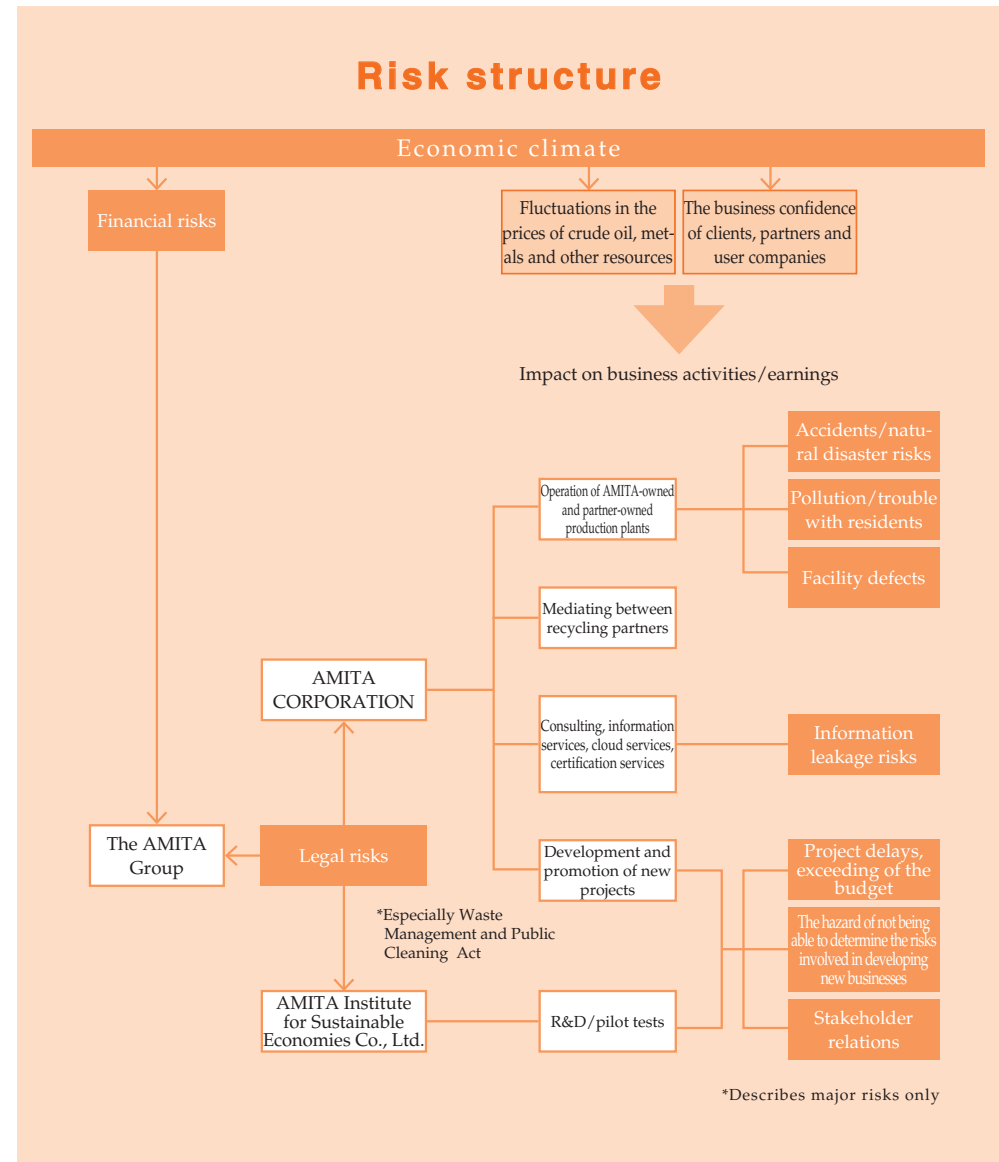 Risk structure
Economic climate
Financial risks
Fluctuations in the
prices of crude oil, met-
als and other resources
The business confidence
of clients, partners and
user companies
Impact on business activities/earnings
Accidents/natu-
ral disaster risks
Operation of AMITA-owned
and partner-owned
production plants
Pollution/trouble
with residents
Facility defects
Mediating between
recycling partners
AMITA
CORPORATION
Consulting, information
services, cloud services,
certification services
Information
leakage risks
The AMITA
Group
Legal risks
Development and
promotion of new
projects
Project delays,
exceeding of the
budget
*Especially Waste
Management and Public
Cleaning Act
The hazard of not being
able to determine the risks
involved in developing
new businesses
AMITA Institute
for Sustainable
Economies Co., Ltd.
R&D/pilot tests
Stakeholder
relations
*Describes major risks only